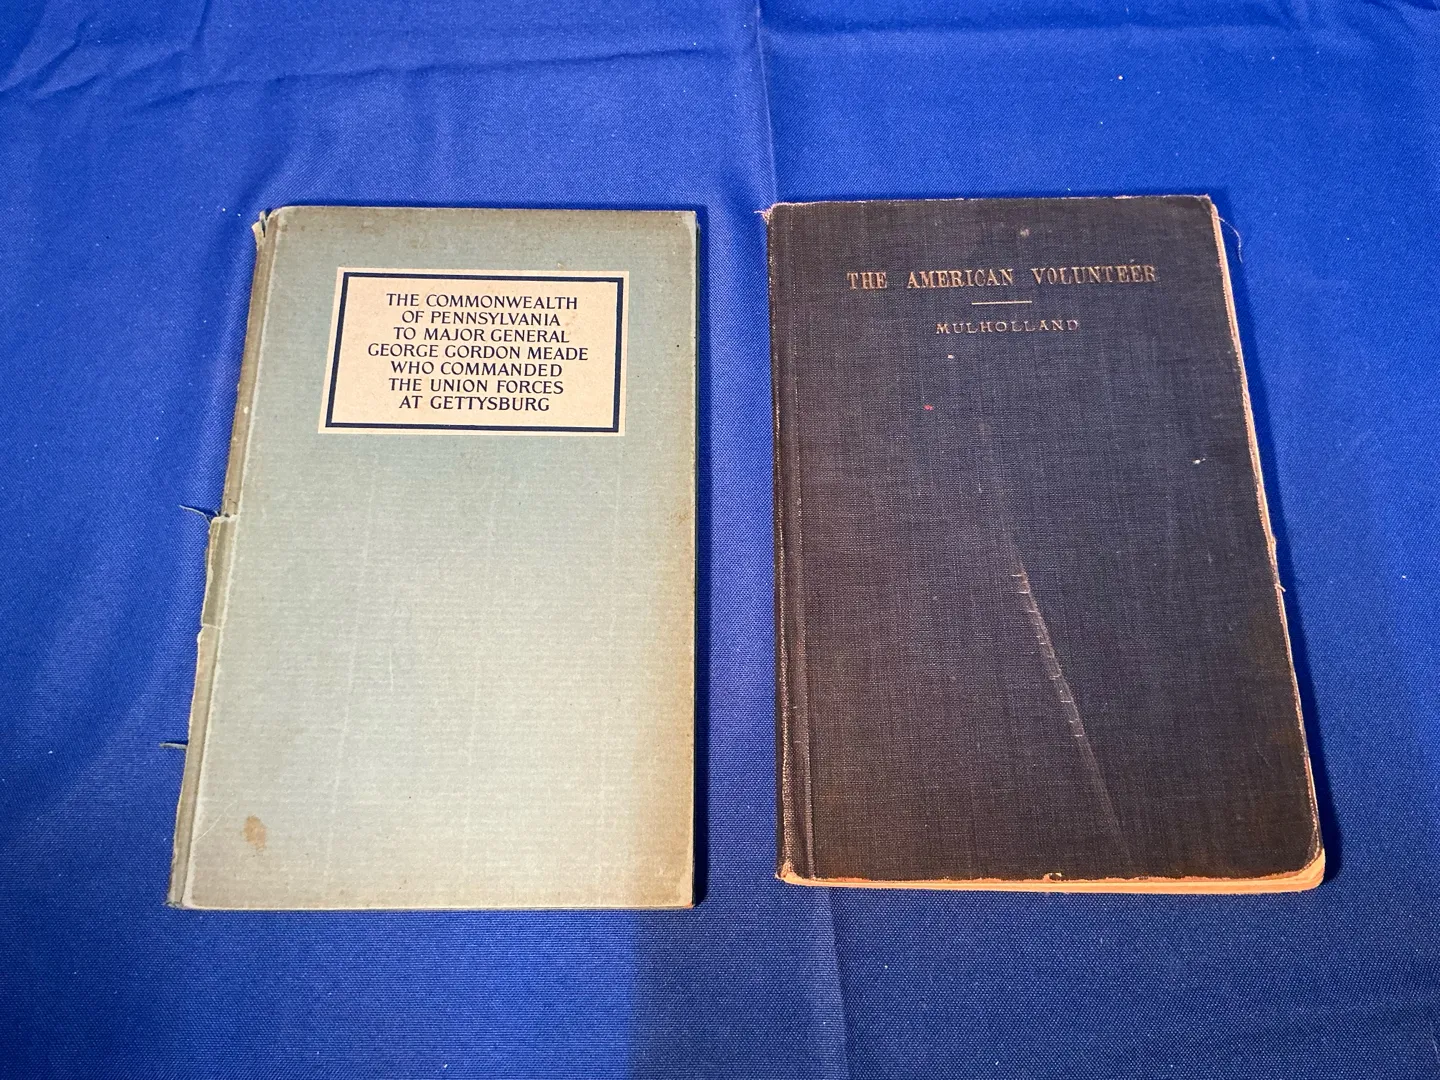 THE COMMONWEALTH
OF PENNSYLVANIA
TO MAJOR GENERAL
GEORGE GORDON MEADE
WHO COMMANDED
THE UNION FORCES
AT GETTYSBURG
THE AMERICAN VOLUNTEER
MULHOLLAND